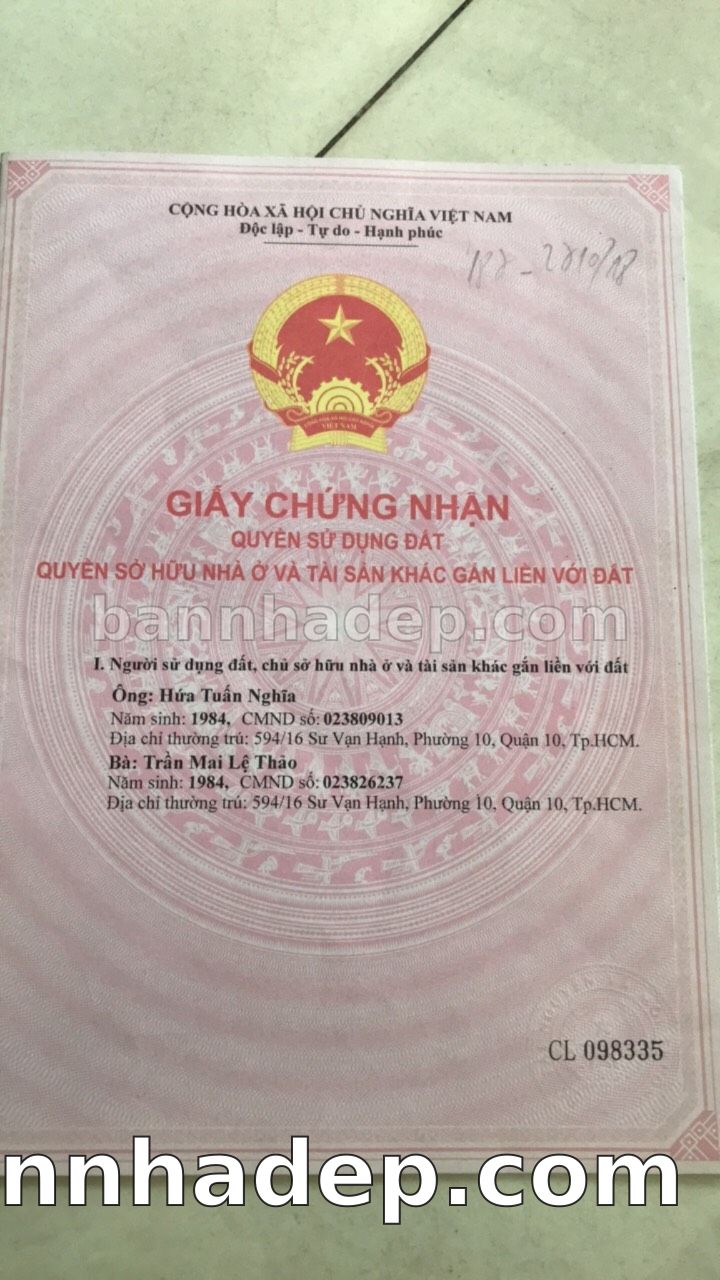 CỘNG HÒA XÃ HỘI CHỦ NGHĨA VIỆT NAM
Độc lập - Tự do - Hạnh phúc
VIỆT NAM
GIẤY CHỨNG NHẬN
QUYỀN SỬ DỤNG ĐẤT
QUYỀN SỞ HỮU NHÀ Ở VÀ TÀI SẢN KHÁC GẮN LIỀN VỚI ĐẤT
bannhadep.com
I. Người sử dụng đất, chủ sở hữu nhà ở và tài sản khác gắn liền với đất
Ông: Hứa Tuấn Nghĩa
Năm sinh: 1984, CMND số: 023809013
Địa chỉ thường trú: 594/16 Sư Vạn Hạnh, Phường 10, Quận 10, Tp.HCM.
Bà: Trần Mai Lệ Thảo
Năm sinh: 1984, CMND số: 023826237
Địa chỉ thường trú: 594/16 Sư Vạn Hạnh, Phường 10, Quận 10, Tp.HCM.
CL 098335
nnhadep.com